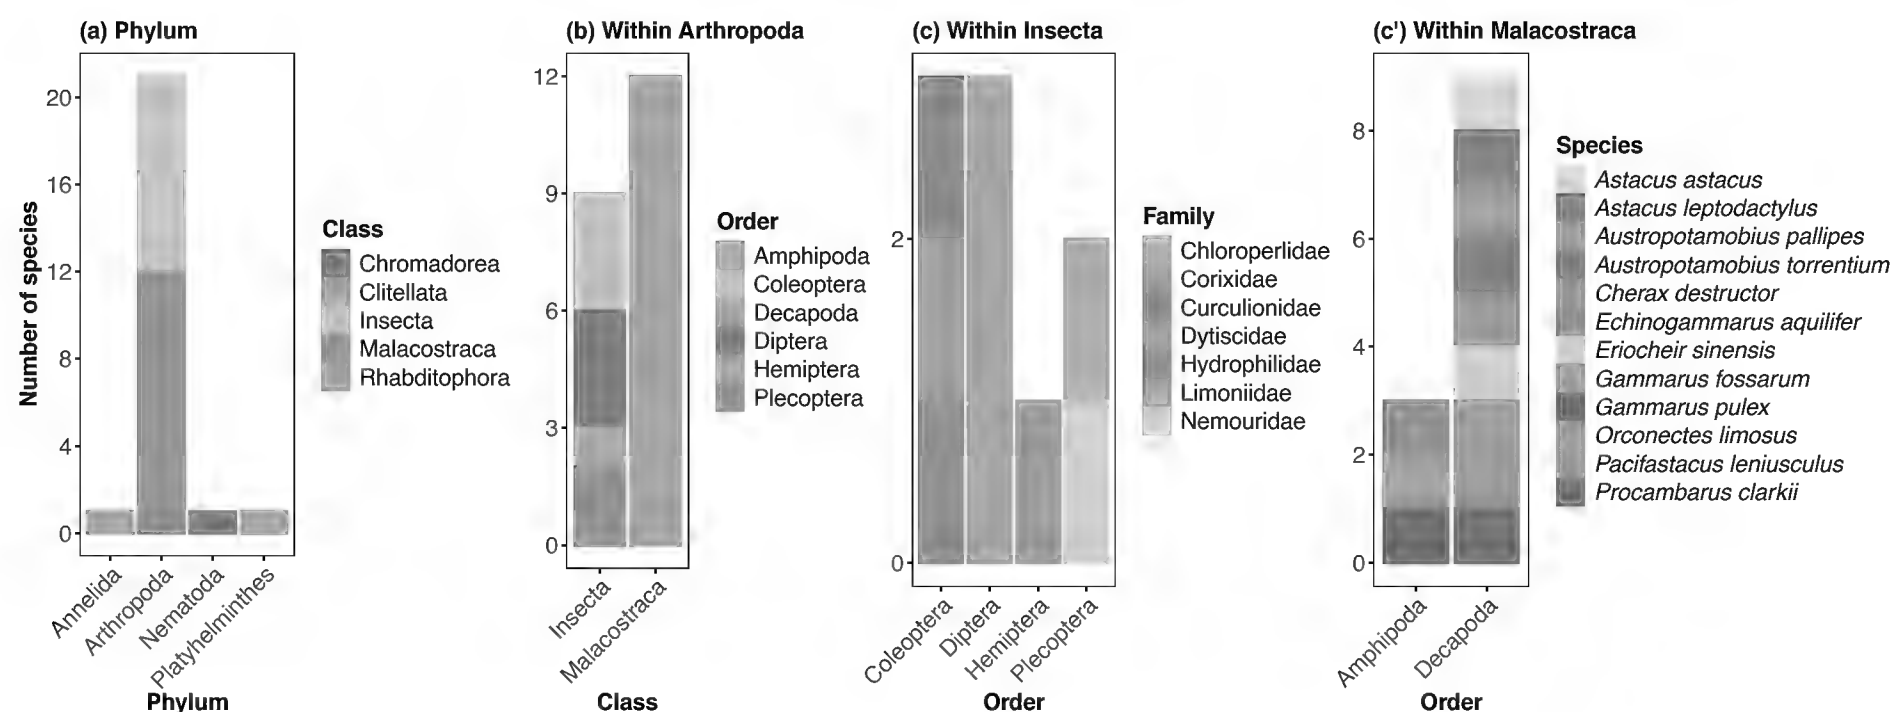 (a) Phylum
Number of species
20
16
12
8
4
0
Annelida
Arthropoda
Nematoda
Platyhelminthes
Phylum
Class
Chromadorea
Clitellata
Insecta
Malacostraca
Rhabditophora
(b) Within Arthropoda
12
9
6
3
0
Insecta
Malacostraca
Class
Order
Amphipoda
Coleoptera
Decapoda
Diptera
Hemiptera
Plecoptera
(c) Within Insecta
2
0
Coleoptera
Diptera
Hemiptera
Plecoptera
Order
Family
Chloroperlidae
Corixidae
Curculionidae
Dytiscidae
Hydrophilidae
Limoniidae
Nemouridae
(c') Within Malacostraca
8
6
4
2
0
Amphipoda
Decapoda
Order
Species
Astacus astacus
Astacus leptodactylus
Austropotamobius pallipes
Austropotamobius torrentium
Cherax destructor
Echinogammarus aquilifer
Eriocheir sinensis
Gammarus fossarum
Gammarus pulex
Orconectes limosus
Pacifastacus leniusculus
Procambarus clarkii